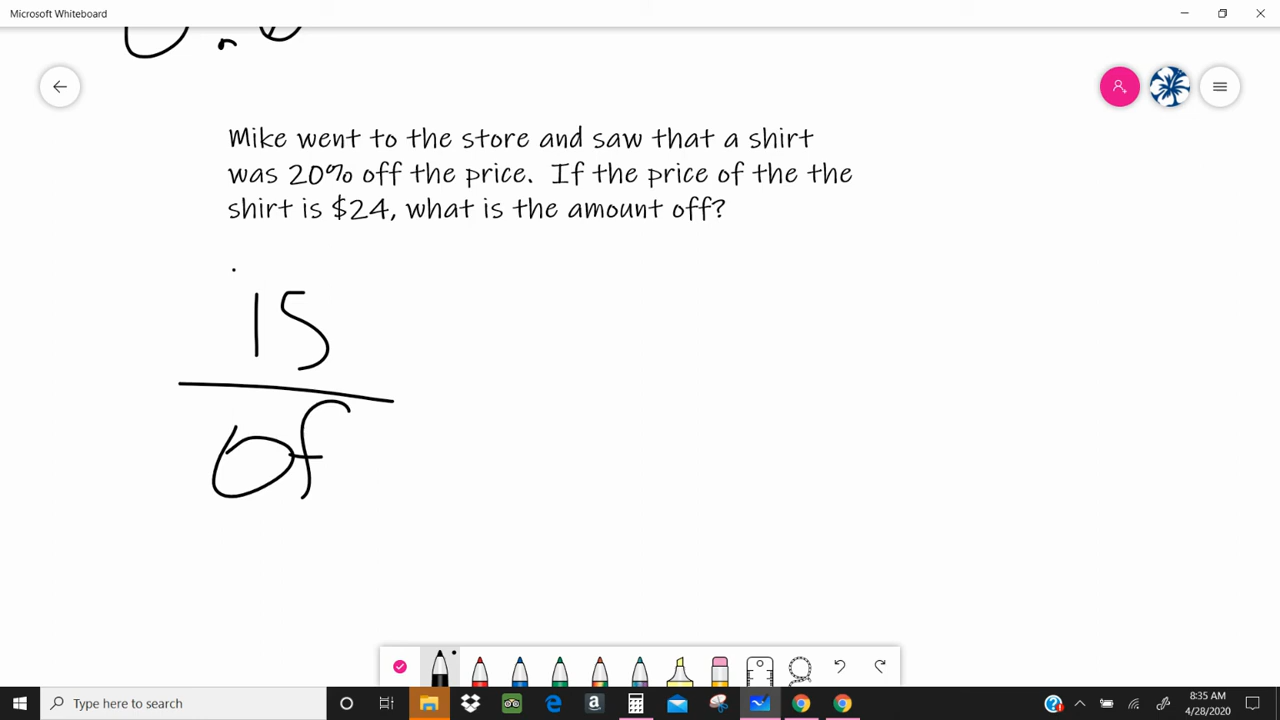 Microsoft Whiteboard
Mike went to the store and saw that a shirt
was 20% off the price. If the price of the the
shirt is $24, what is the amount off?
is
of
Type here to search
8:35 AM
4/28/2020